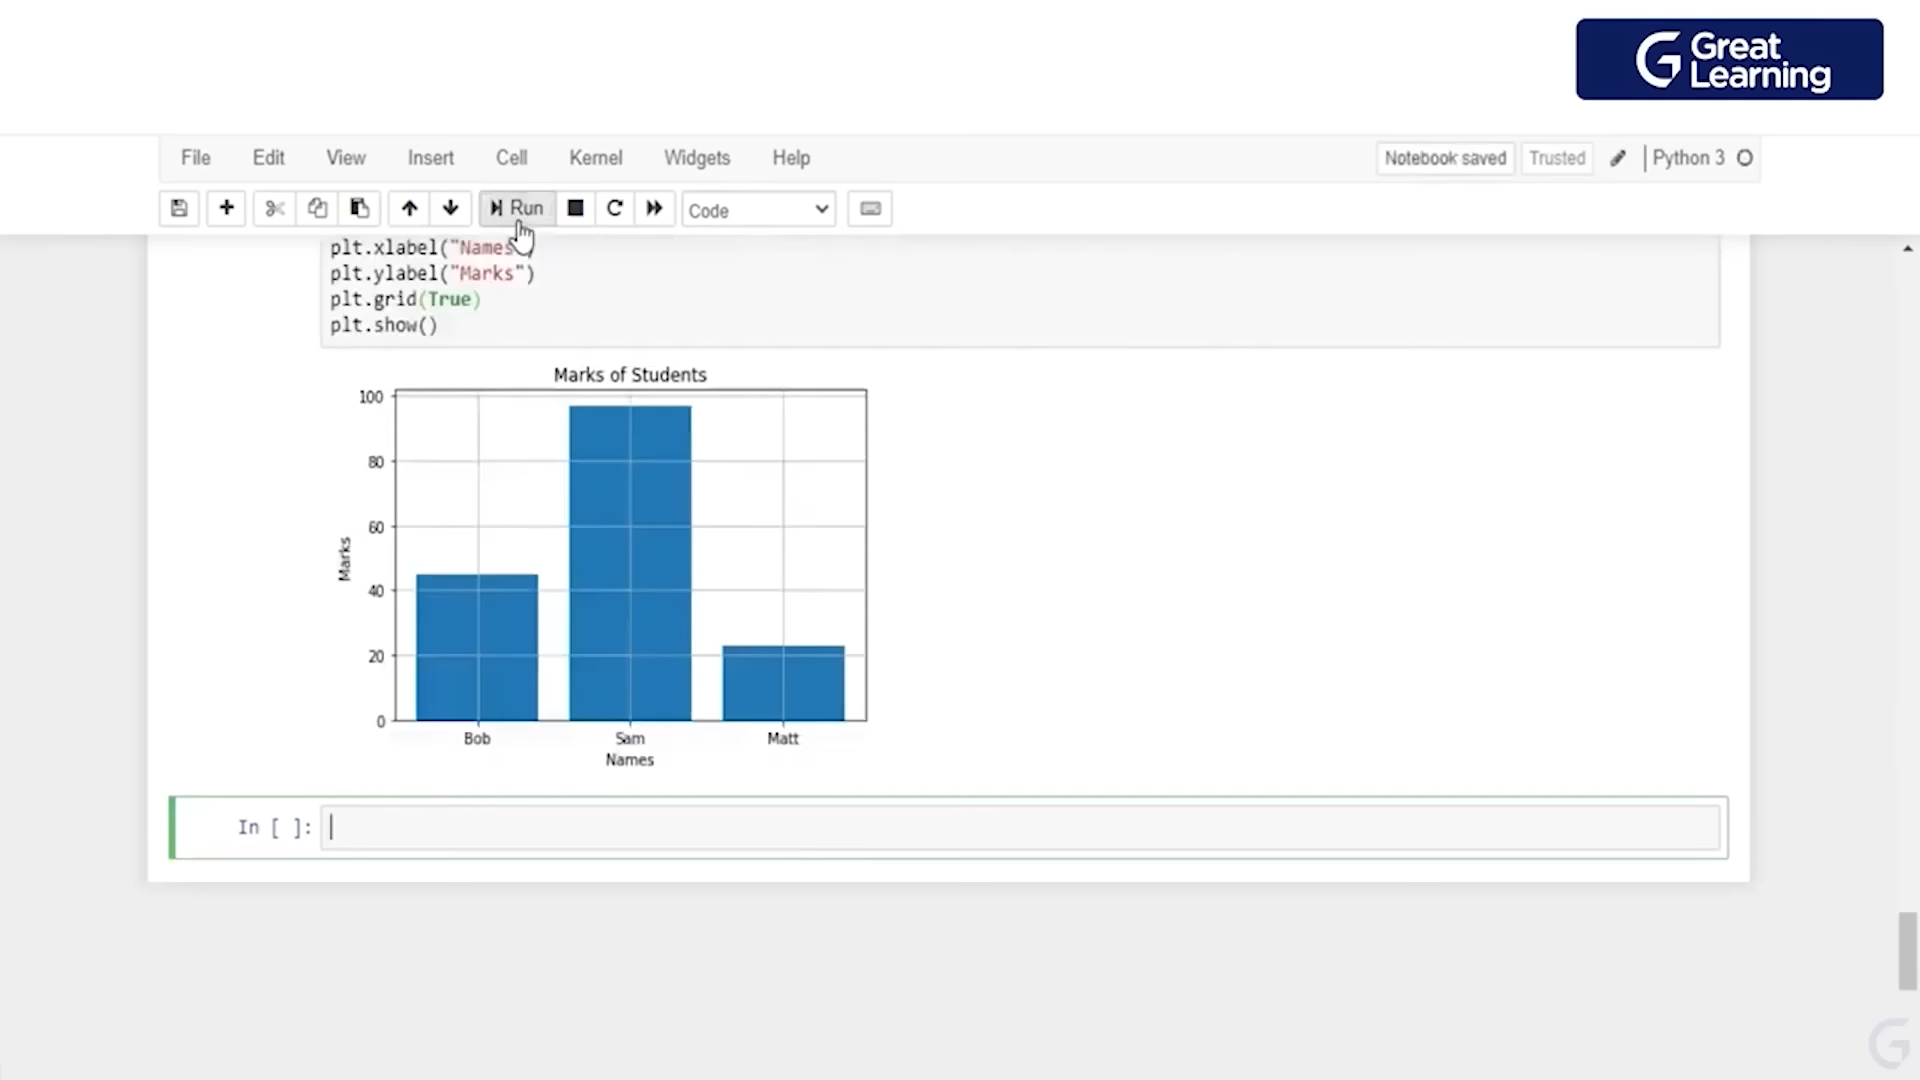 Great
Learning
File Edit View Insert Cell Kernel Widgets Help Notebook saved Trusted Python 3
Run Code
plt.xlabel("Names")
plt.ylabel("Marks")
plt.grid(True)
plt.show()
Marks of Students
100
80
60
40
20
0
Marks
Bob Sam Matt
Names
In [ ]: